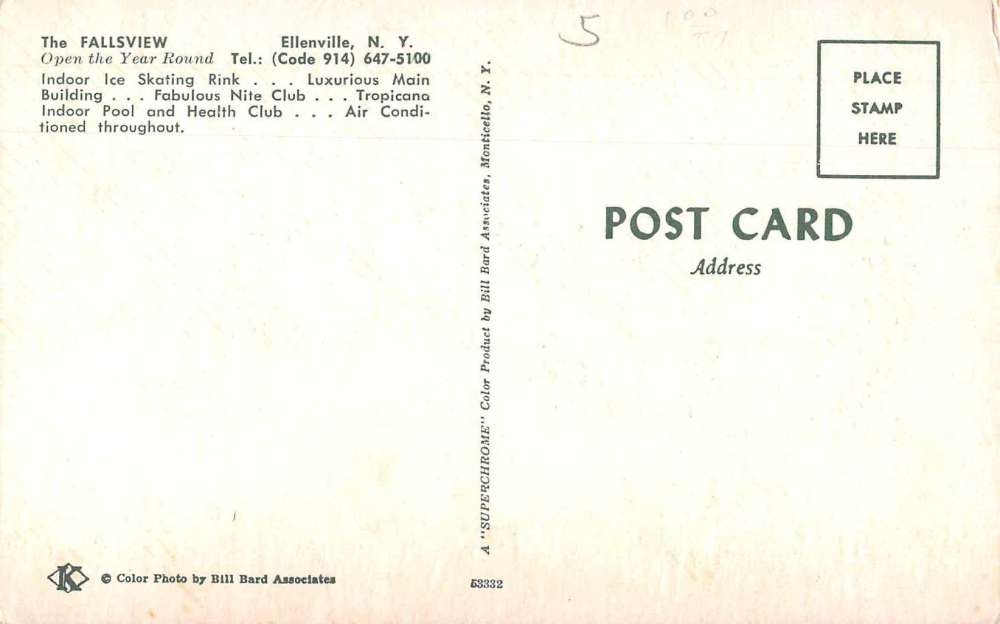 The FALLSVIEW Ellenville, N. Y.
Open the Year Round Tel.: (Code 914) 647-5100
Indoor Ice Skating Rink . . . Luxurious Main
Building . . . Fabulous Nite Club . . . Tropicana
Indoor Pool and Health Club . . . Air Condi-
tioned throughout.
A "SUPERCHROME" Color Product by Bill Bard Associates, Monticello, N. Y.
5
PLACE
STAMP
HERE
POST CARD
Address
K
© Color Photo by Bill Bard Associates
53332